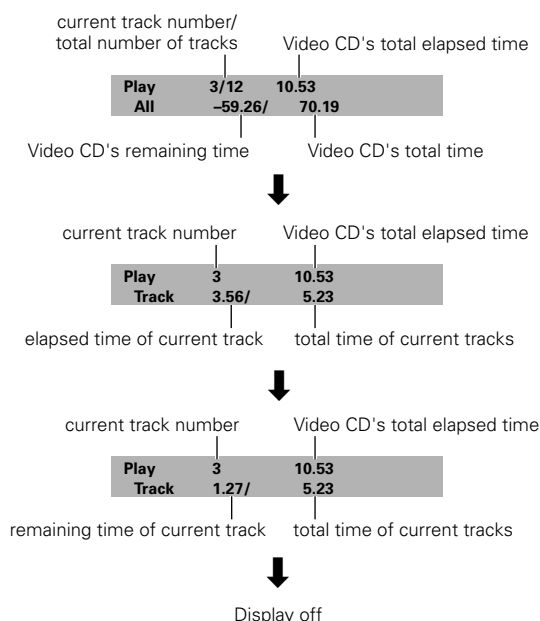 current track number/
total number of tracks
Video CD's total elapsed time
Play 3/12 10.53
All –59.26/ 70.19
Video CD's remaining time Video CD's total time
current track number Video CD's total elapsed time
Play 3 10.53
Track 3.56/ 5.23
elapsed time of current track total time of current tracks
current track number Video CD's total elapsed time
Play 3 10.53
Track 1.27/ 5.23
remaining time of current track total time of current tracks
Display off